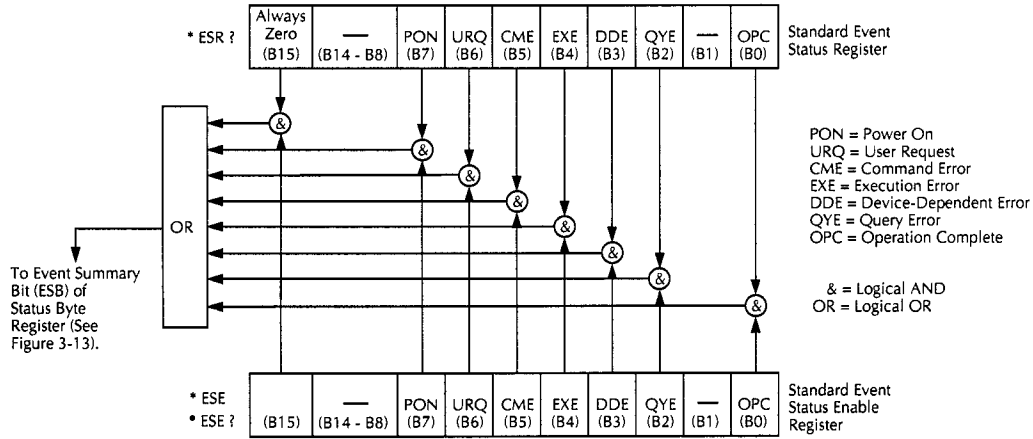 * ESR ?
Always Zero (B15)
— (B14 - B8)
PON (B7)
URQ (B6)
CME (B5)
EXE (B4)
DDE (B3)
QYE (B2)
— (B1)
OPC (B0)
Standard Event
Status Register
&
&
&
&
&
&
&
&
OR
PON = Power On
URQ = User Request
CME = Command Error
EXE = Execution Error
DDE = Device-Dependent Error
QYE = Query Error
OPC = Operation Complete
& = Logical AND
OR = Logical OR
To Event Summary
Bit (ESB) of
Status Byte
Register (See
Figure 3-13).
* ESE
* ESE ?
(B15)
— (B14 - B8)
PON (B7)
URQ (B6)
CME (B5)
EXE (B4)
DDE (B3)
QYE (B2)
— (B1)
OPC (B0)
Standard Event
Status Enable
Register